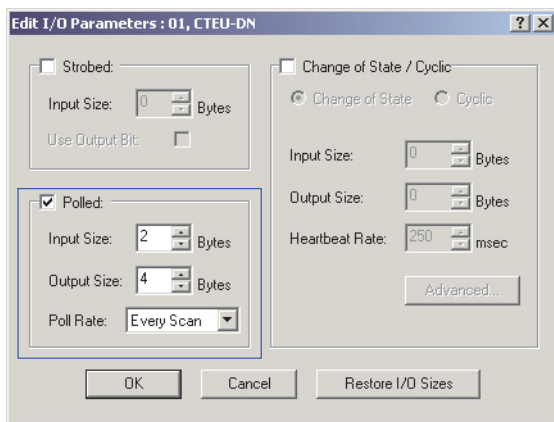 Edit I/O Parameters : 01, CTEU-DN
Strobed:
Input Size: 0 Bytes
Use Output Bit:
Polled:
Input Size: 2 Bytes
Output Size: 4 Bytes
Poll Rate: Every Scan
Change of State / Cyclic
Change of State Cyclic
Input Size: 0 Bytes
Output Size: 0 Bytes
Heartbeat Rate: 250 msec
Advanced...
OK Cancel Restore I/O Sizes